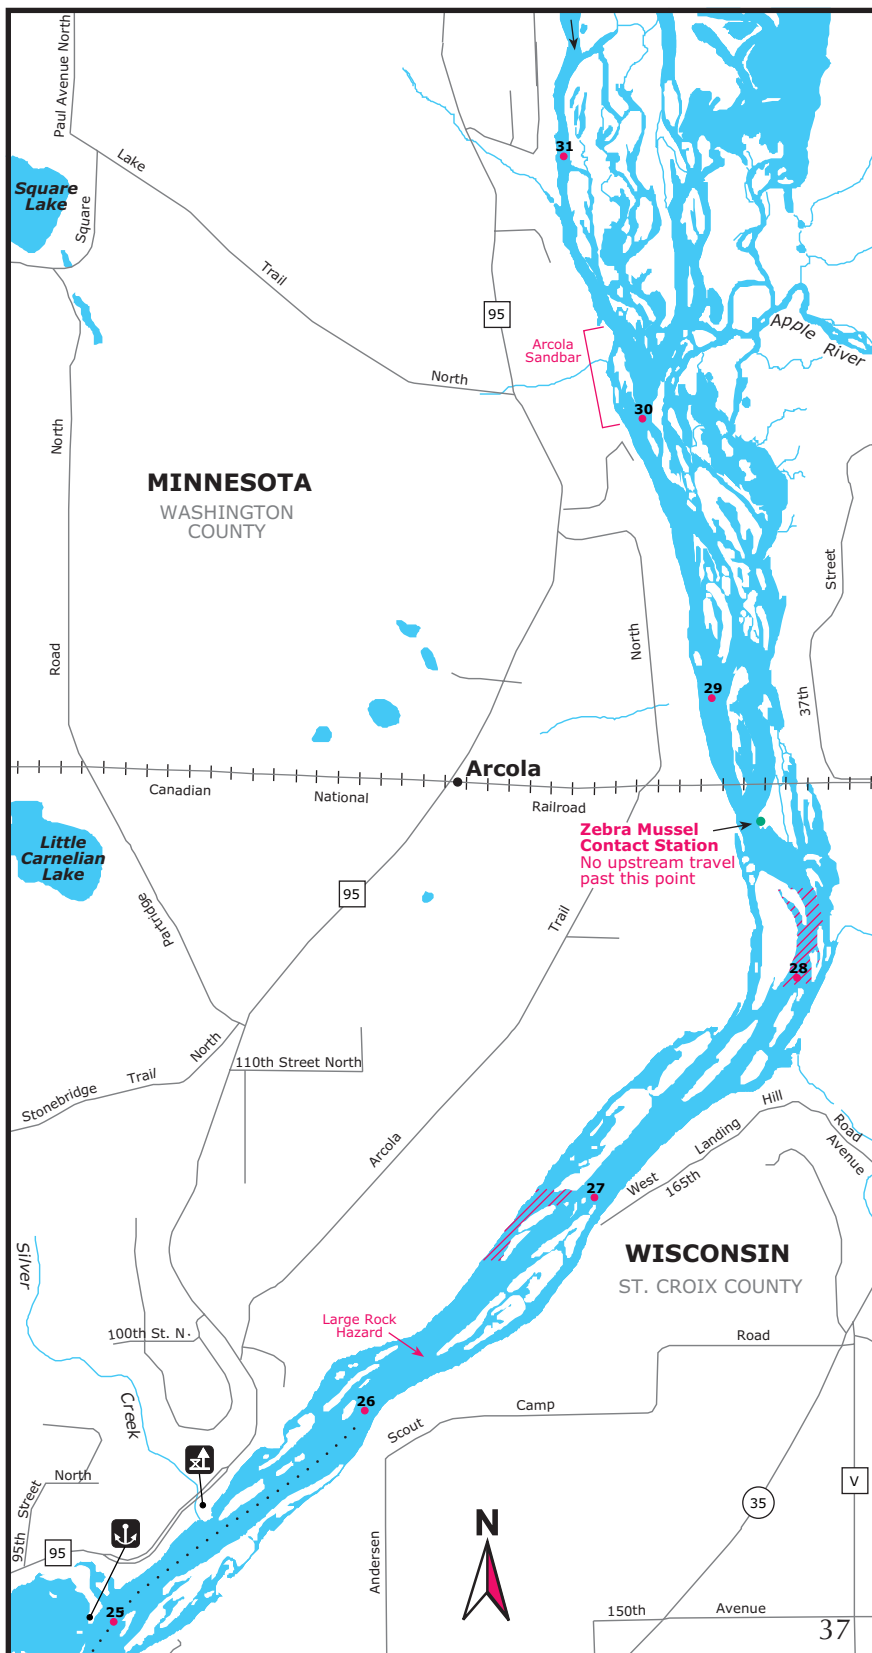 Paul Avenue North
Lake
31
Square
Lake
Square
Trail
95
Apple River
Arcola
Sandbar
North
30
North
MINNESOTA
WASHINGTON
COUNTY
Street
North
Road
29
37th
Arcola
Canadian
National
Railroad
Zebra Mussel
Contact Station
No upstream travel
past this point
Little
Carnelian
Lake
95
Partridge
Trail
28
North
110th Street North
Trail
Stonebridge
Hill
Landing
Road
Avenue
Arcola
West
165th
27
Silver
WISCONSIN
ST. CROIX COUNTY
Large Rock
Hazard
100th St. N.
Road
26
Creek
Camp
Scout
North
95th Street
V
35
N
95
Andersen
25
150th
Avenue
37